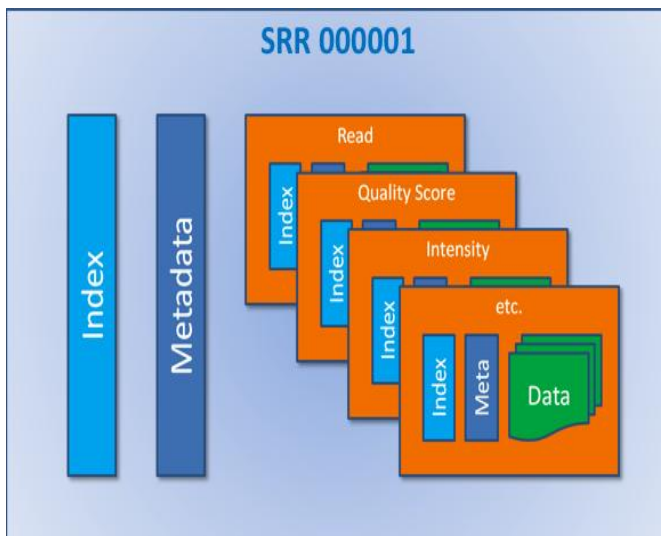 SRR 000001
Index
Metadata
Read
Index
Quality Score
Index
Intensity
Index
etc.
Index
Meta
Data